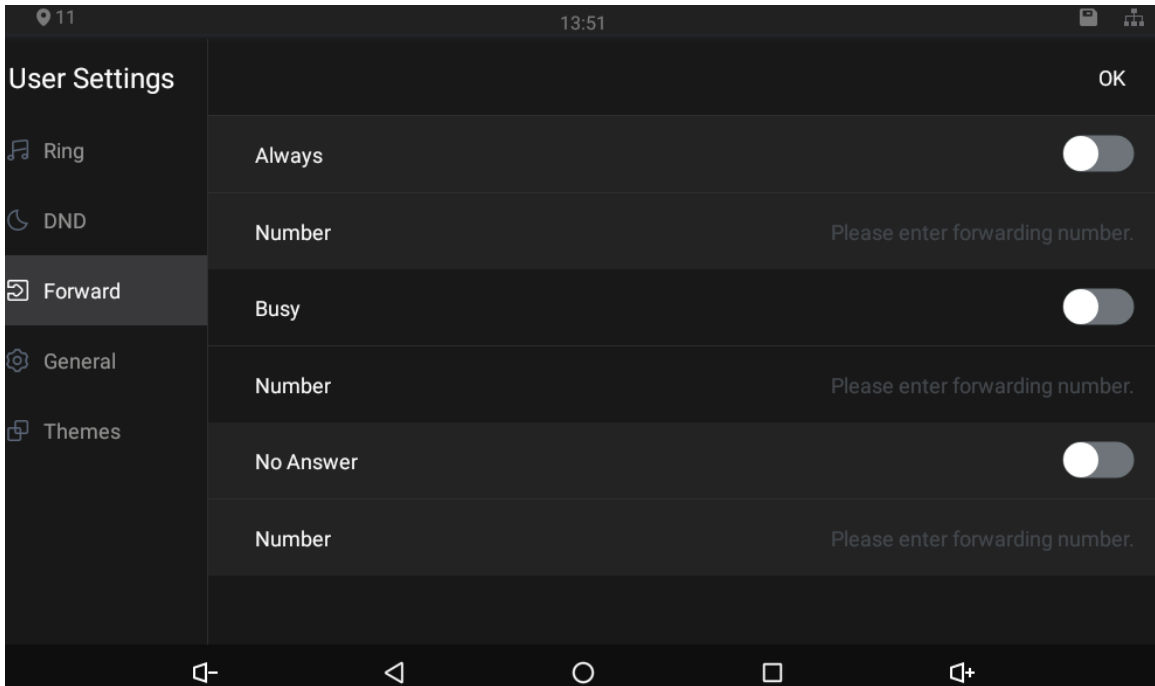 11
13:51
User Settings
OK
Ring
DND
Forward
General
Themes
Always
Number
Please enter forwarding number.
Busy
Number
Please enter forwarding number.
No Answer
Number
Please enter forwarding number.